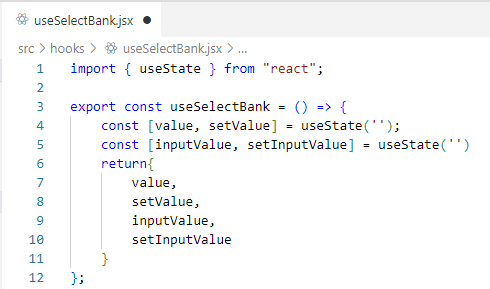 useSelectBank.jsx ●
src > hooks > useSelectBank.jsx > ...
1 import { useState } from "react";
2
3 export const useSelectBank = () => {
4     const [value, setValue] = useState('');
5     const [inputValue, setInputValue] = useState('')
6     return{
7         value,
8         setValue,
9         inputValue,
10         setInputValue
11     }
12 };